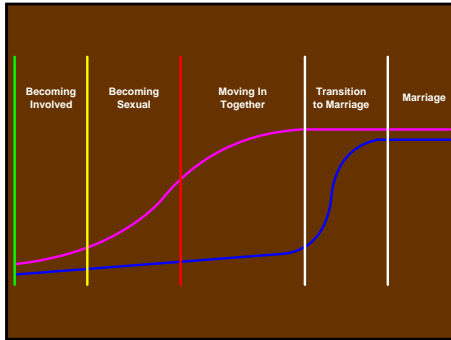 Becoming
Involved
Becoming
Sexual
Moving In
Together
Transition
to Marriage
Marriage